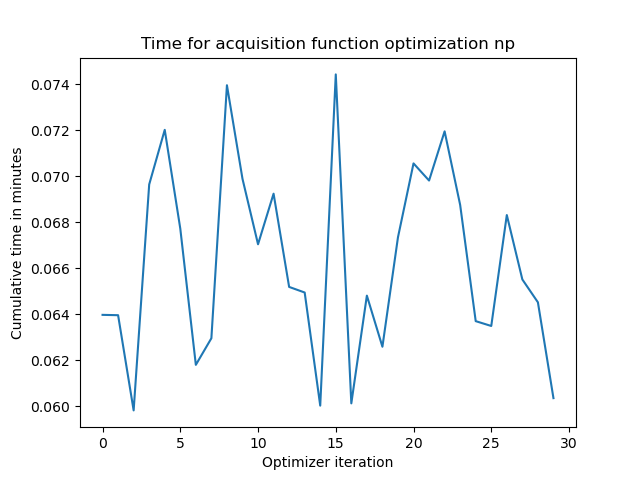 Time for acquisition function optimization np
Cumulative time in minutes
0.074
0.072
0.070
0.068
0.066
0.064
0.062
0.060
0 5 10 15 20 25 30
Optimizer iteration